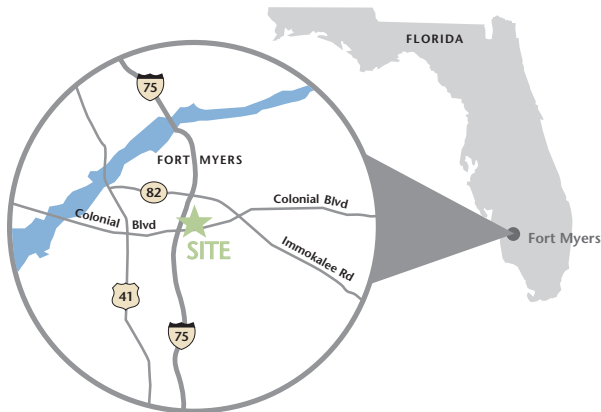 FLORIDA
75
FORT MYERS
82
Colonial Blvd
Colonial Blvd
SITE
Immokalee Rd
Fort Myers
41
75